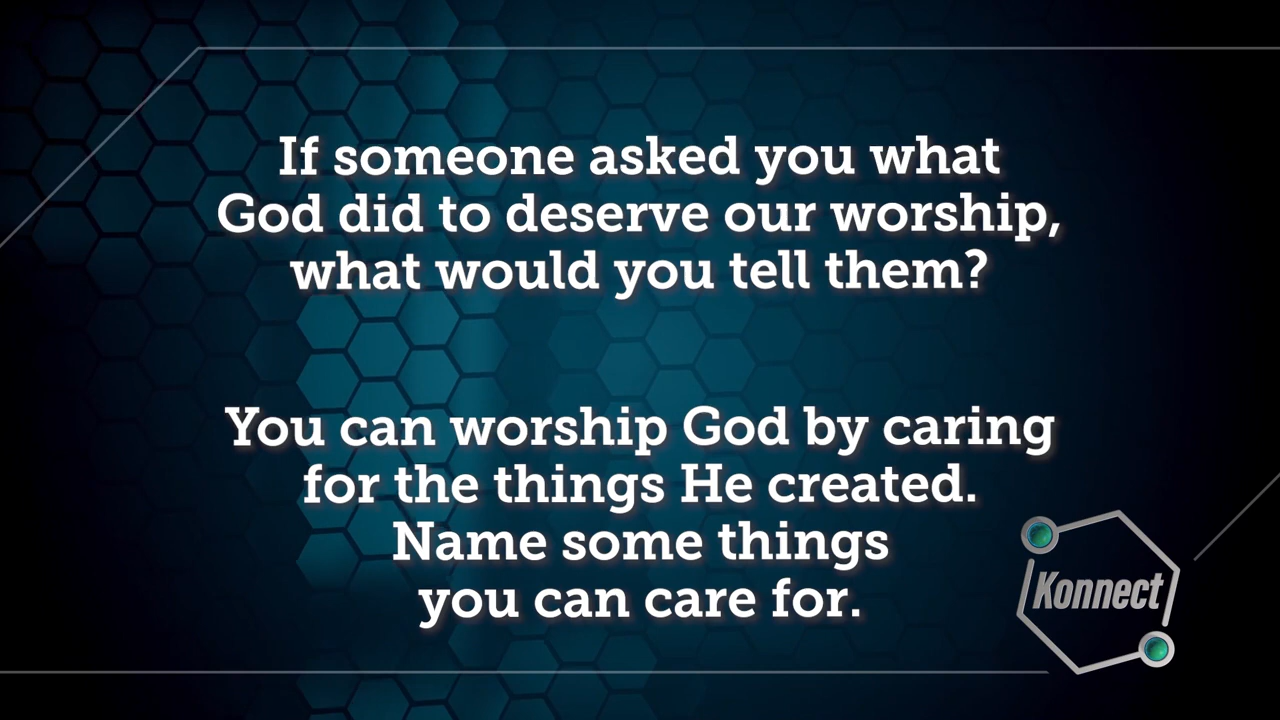 If someone asked you what
God did to deserve our worship,
what would you tell them?
You can worship God by caring
for the things He created.
Name some things
you can care for.
Konnect